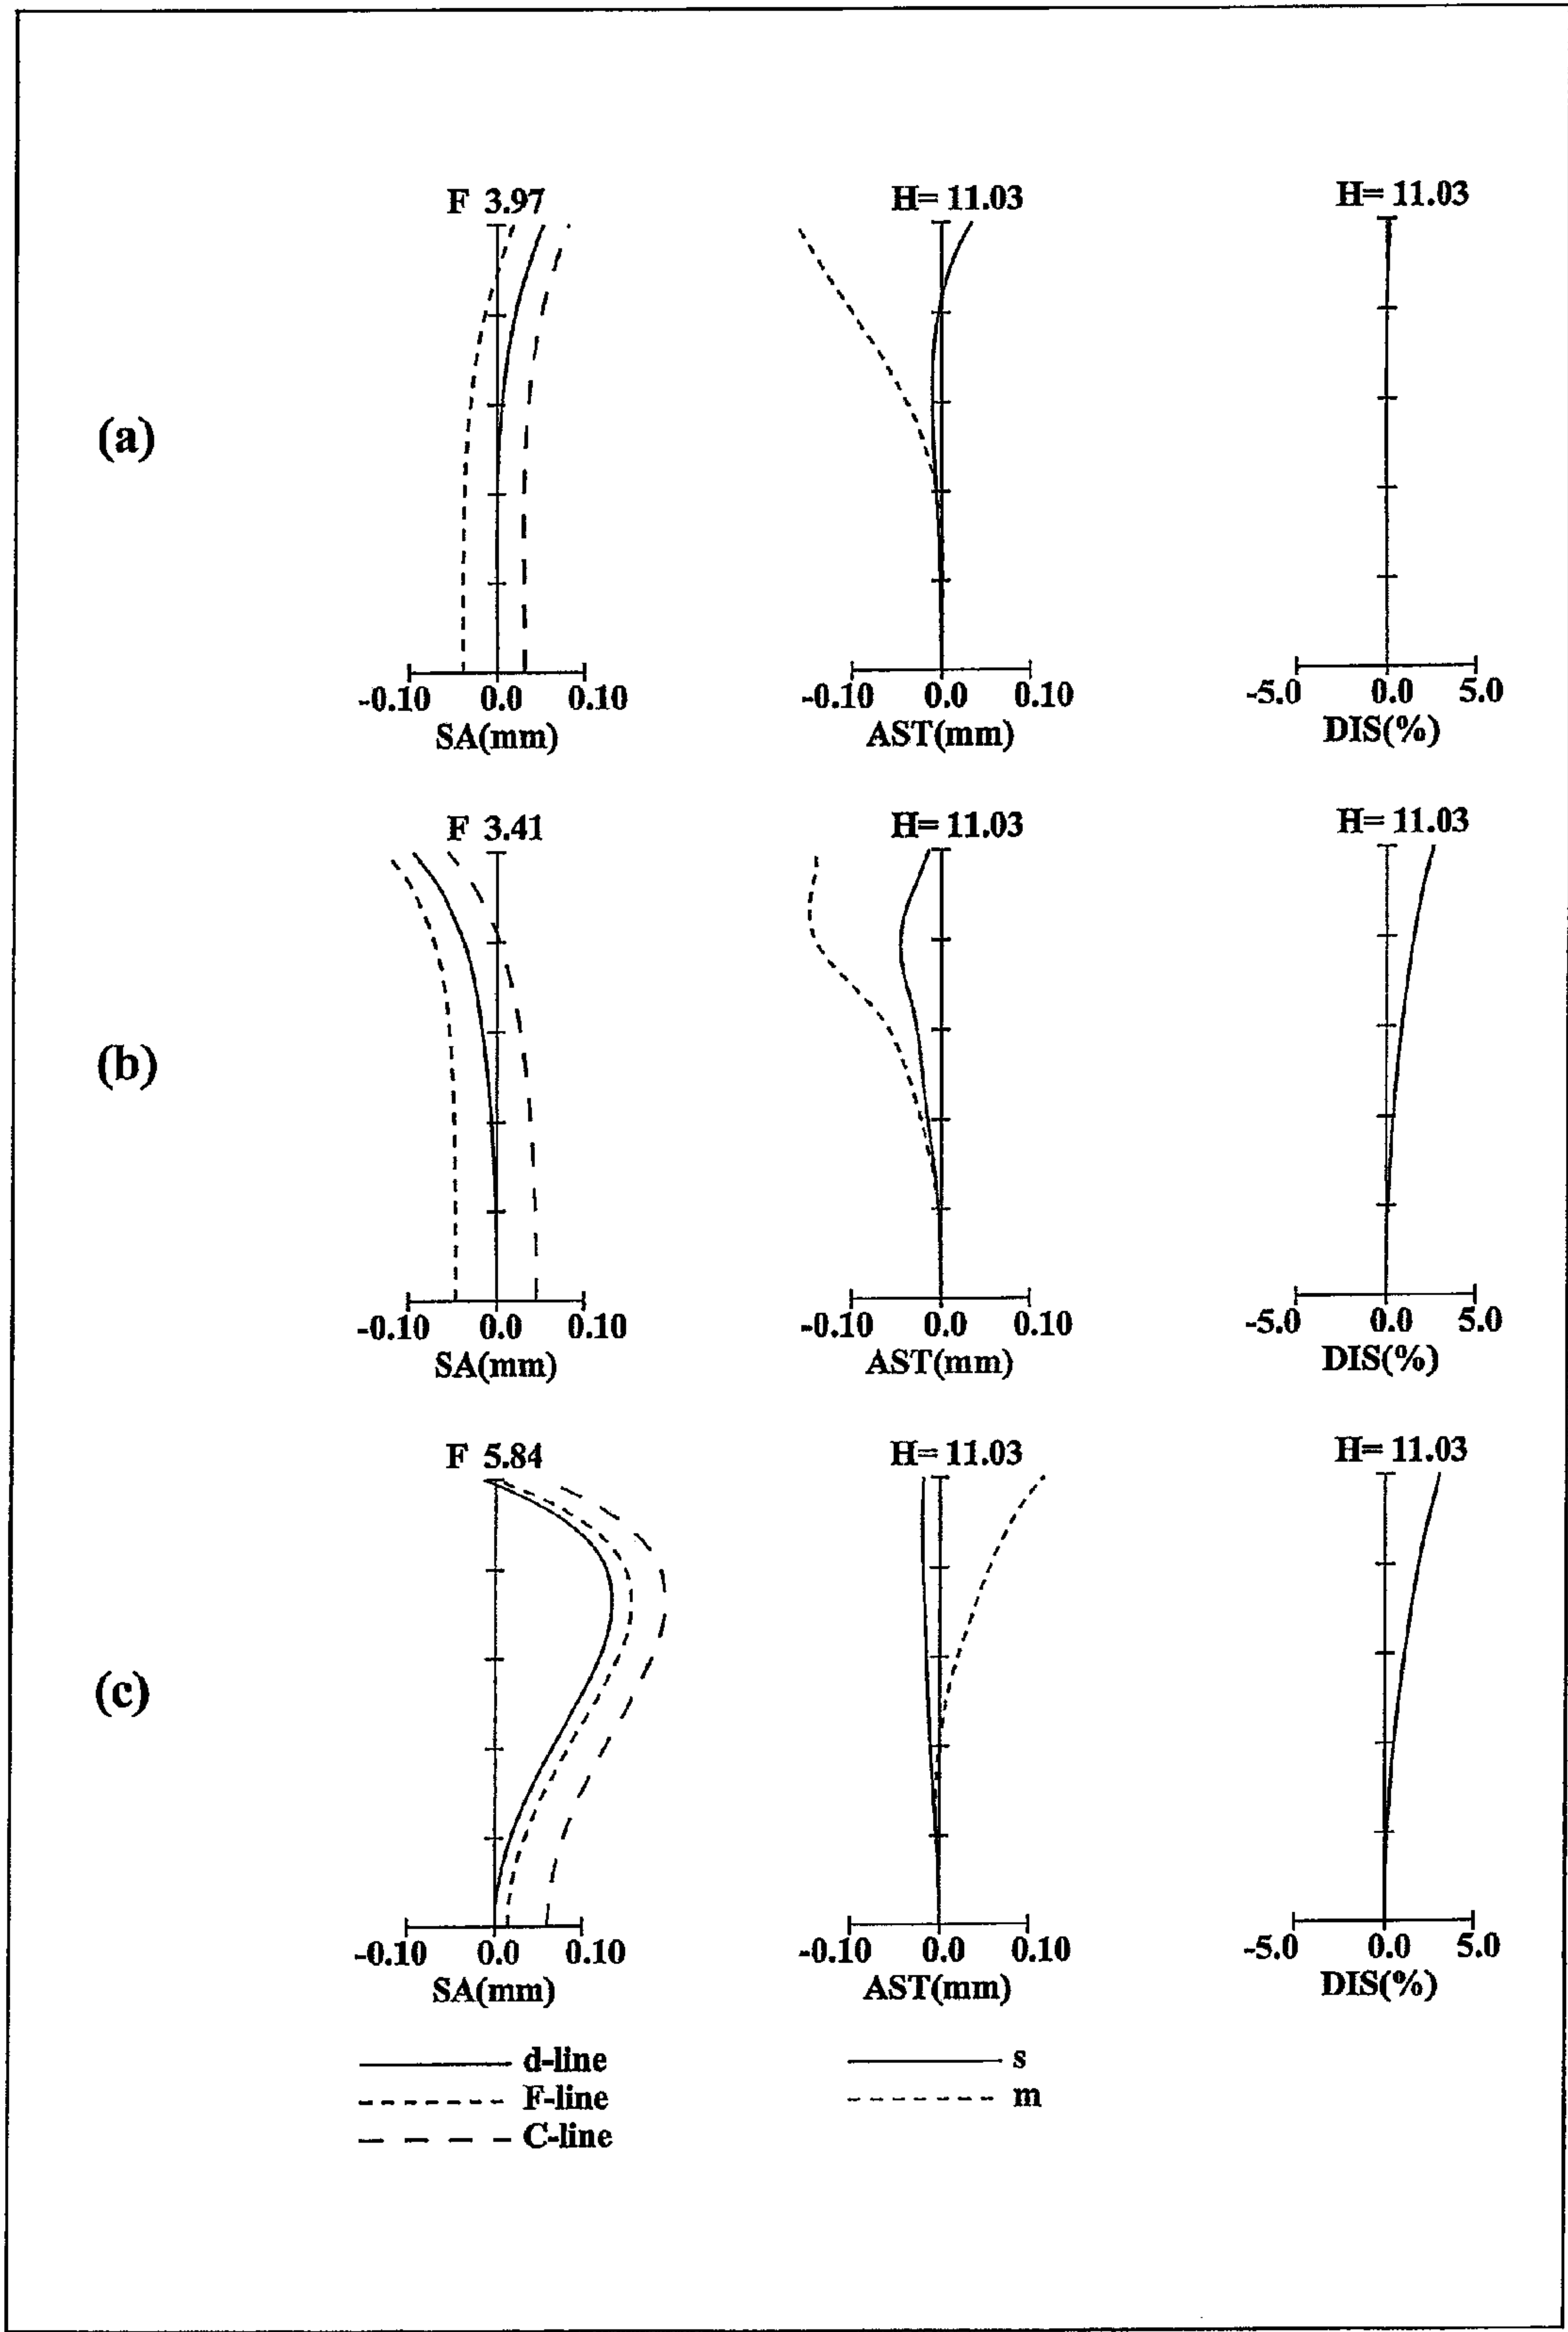 F 3.97 H= 11.03 H= 11.03
(a)
-0.10 0.0 0.10 -0.10 0.0 0.10 -5.0 0.0 5.0
SA(mm) AST(mm) DIS(%)
F 3.41 H= 11.03 H= 11.03
(b)
-0.10 0.0 0.10 -0.10 0.0 0.10 -5.0 0.0 5.0
SA(mm) AST(mm) DIS(%)
F 5.84 H= 11.03 H= 11.03
(c)
-0.10 0.0 0.10 -0.10 0.0 0.10 -5.0 0.0 5.0
SA(mm) AST(mm) DIS(%)
d-line s
F-line m
C-line